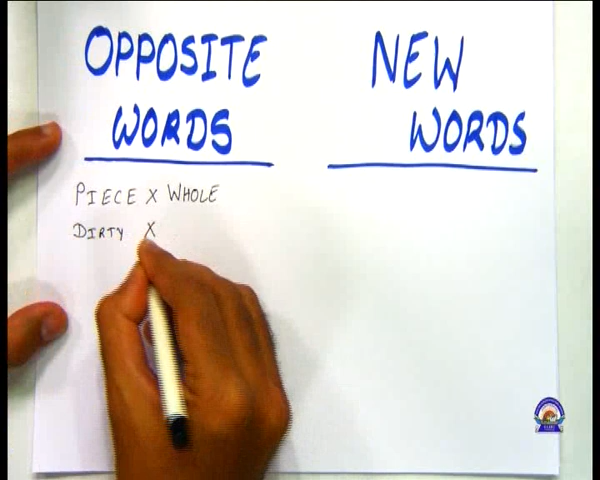 OPPOSITE WORDS
NEW WORDS
PIECE X WHOLE
DIRTY X